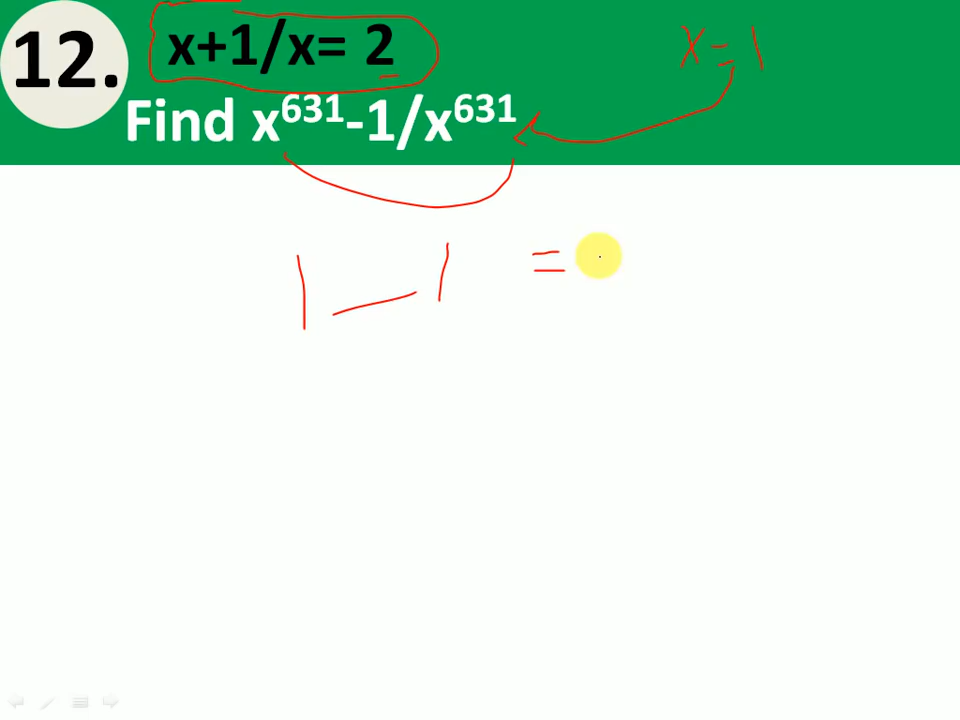 12. x+1/x= 2
x = 1
Find x⁶³¹-1/x⁶³¹
1 - 1 =